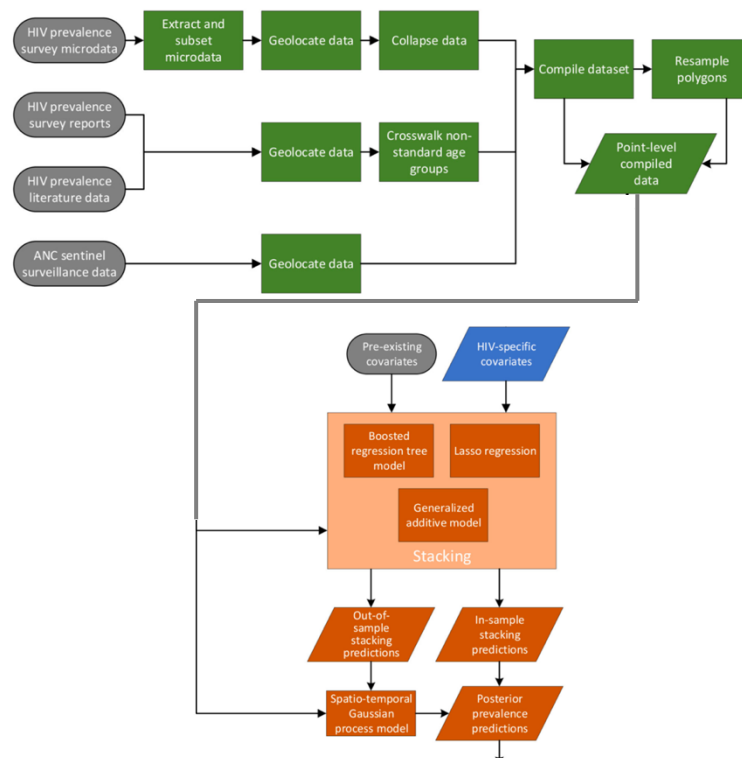 HIV prevalence
survey microdata
Extract and
subset microdata
Geolocate data
Collapse data
Compile dataset
Resample
polygons
HIV prevalence
survey reports
HIV prevalence
literature data
Geolocate data
Crosswalk non-
standard age
groups
Point-level
compiled
data
ANC sentinel
surveillance data
Geolocate data
Pre-existing
covariates
HIV-specific
covariates
Boosted
regression tree
model
Lasso regression
Generalized
additive model
Stacking
Out-of-
sample
stacking
predictions
In-sample
stacking
predictions
Spatio-temporal
Gaussian
process model
Posterior
prevalence
predictions